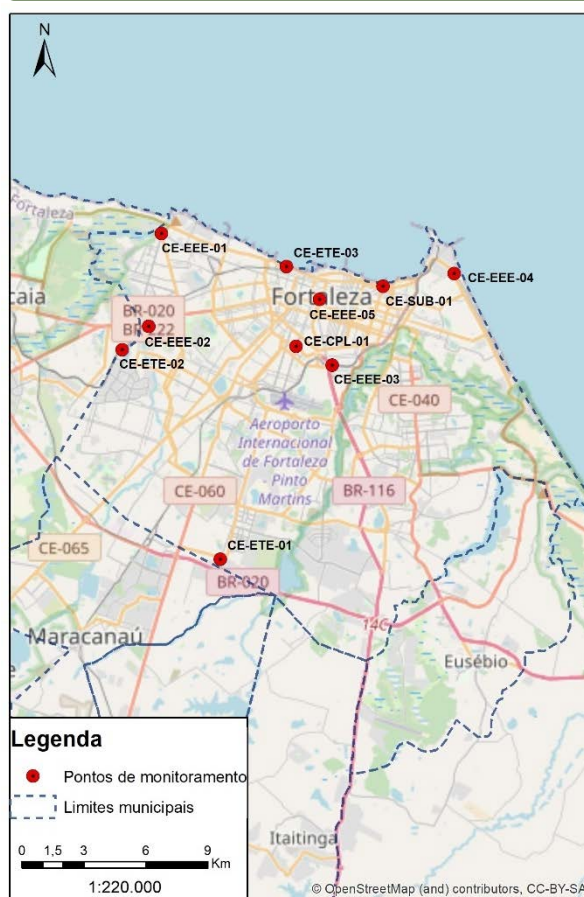 N
Fortaleza
CE-EEE-01
CE-ETE-03
CE-EEE-04
Fortaleza
CE-SUB-01
CE-EEE-05
caia
BR-020
BR-222
CE-EEE-02
CE-ETE-02
CE-CPL-01
CE-EEE-03
CE-040
Aeroporto
Internacional
de Fortaleza
- Pinto
Martins
CE-060
BR-116
CE-065
CE-ETE-01
BR-020
14C
Maracanaú
Eusébio
Itaitinga
Legenda
Pontos de monitoramento
Limites municipais
0 1,5 3 6 9
Km
1:220.000
© OpenStreetMap (and) contributors, CC-BY-SA